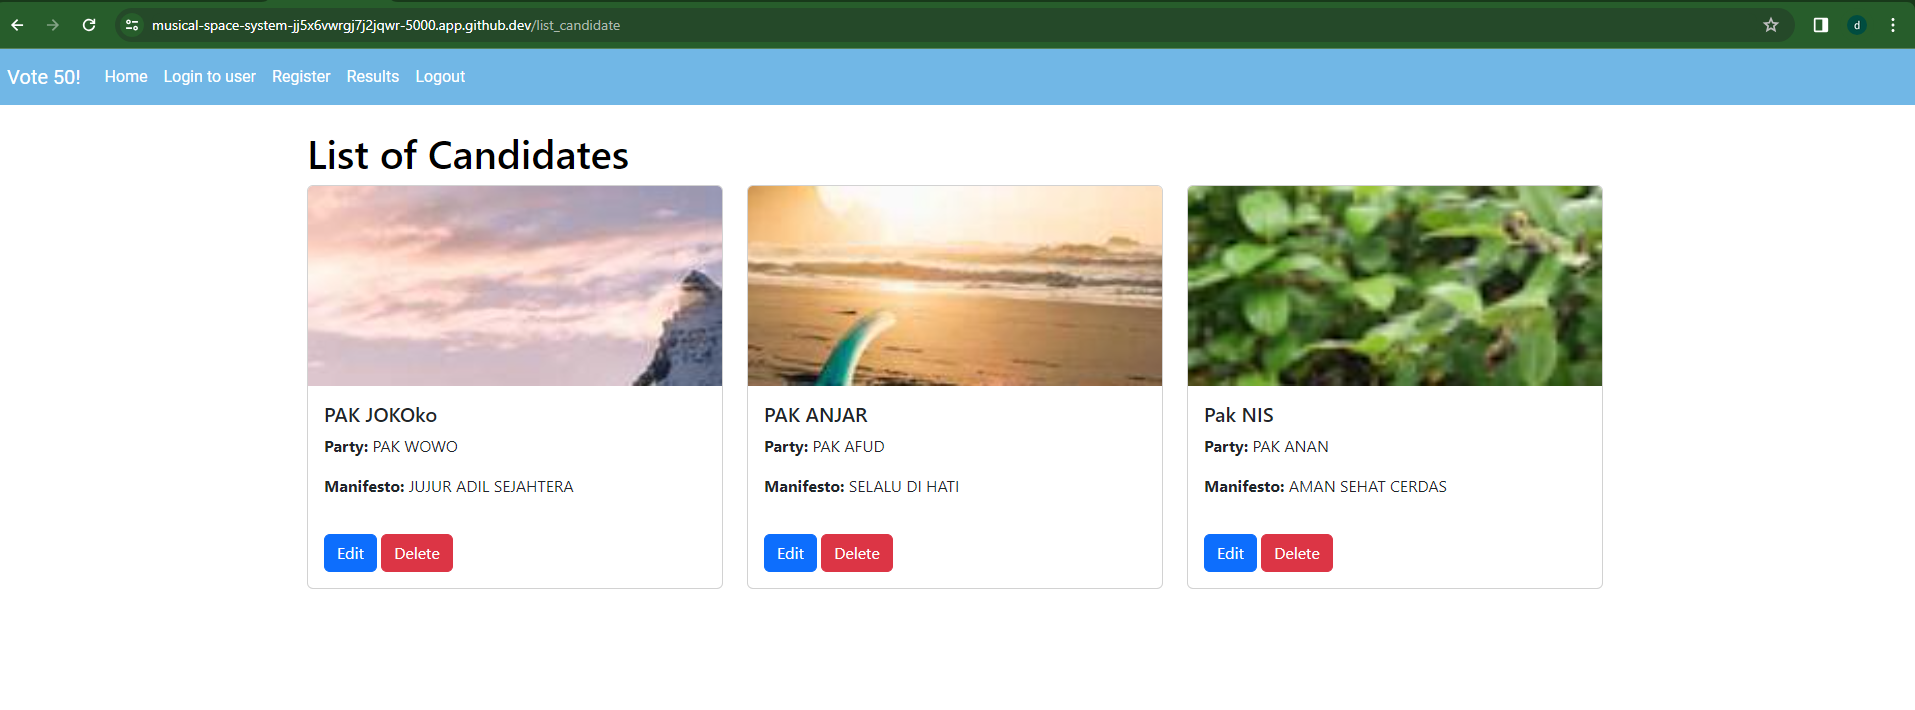 musical-space-system-jj5x6vwrgj7j2jqwr-5000.app.github.dev/list_candidate
d
Vote 50! Home Login to user Register Results Logout
List of Candidates
PAK JOKOko
Party: PAK WOWO
Manifesto: JUJUR ADIL SEJAHTERA
Edit Delete
PAK ANJAR
Party: PAK AFUD
Manifesto: SELALU DI HATI
Edit Delete
Pak NIS
Party: PAK ANAN
Manifesto: AMAN SEHAT CERDAS
Edit Delete